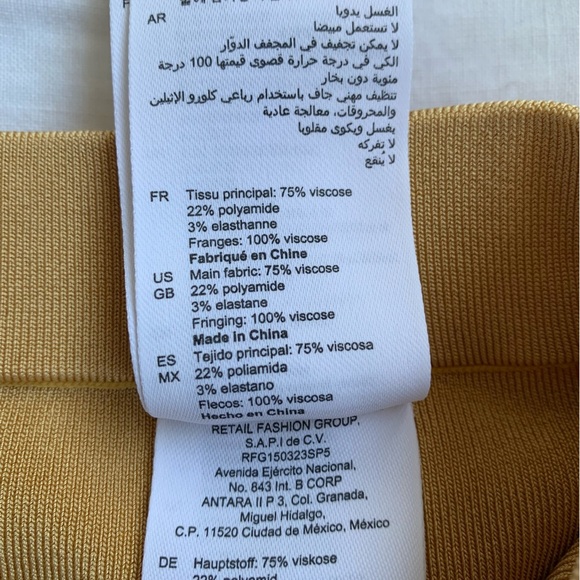 AR
الغسل يدويا
لا تستعمل مبيضا
لا يمكن تجفيف في المجفف الدوّار
الكي في درجة حرارة قصوى قيمتها 100 درجة
مئوية دون بخار
تنظيف مهني جاف باستخدام رباعي كلورو الإثيلين
والمحروقات، معالجة عادية
يغسل ويكوى مقلوبا
لا تفركه
لا يُنقع
FR Tissu principal: 75% viscose
22% polyamide
3% elasthanne
Franges: 100% viscose
Fabriqué en Chine
US Main fabric: 75% viscose
GB 22% polyamide
3% elastane
Fringing: 100% viscose
Made in China
ES Tejido principal: 75% viscosa
MX 22% poliamida
3% elastano
Flecos: 100% viscosa
Hecho en China
RETAIL FASHION GROUP,
S.A.P.I de C.V.
RFG150323SP5
Avenida Ejército Nacional,
No. 843 Int. B CORP
ANTARA II P 3, Col. Granada,
Miguel Hidalgo,
C.P. 11520 Ciudad de México, México
DE Hauptstoff: 75% viskose
22% polyamid